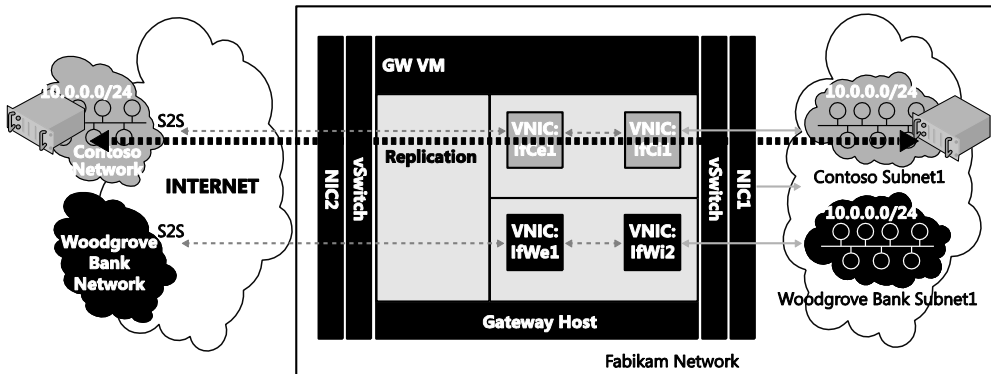 GW VM
10.0.0.0/24
10.0.0.0/24
S2S
VNIC:
IfCe1
VNIC:
IfCi1
Replication
Contoso
Network
INTERNET
NIC2
vSwitch
vSwitch
NIC1
Contoso Subnet1
10.0.0.0/24
S2S
Woodgrove
Bank
Network
VNIC:
IfWe1
VNIC:
IfWi2
Woodgrove Bank Subnet1
Gateway Host
Fabikam Network